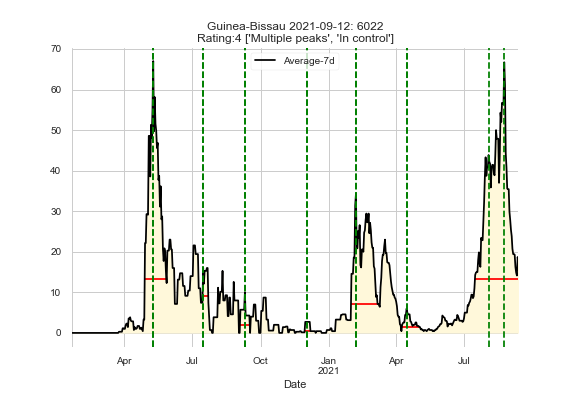 Guinea-Bissau 2021-09-12: 6022
Rating:4 ['Multiple peaks', 'In control']
Average-7d
70
60
50
40
30
20
10
0
Apr
Jul
Oct
Jan
2021
Apr
Jul
Date